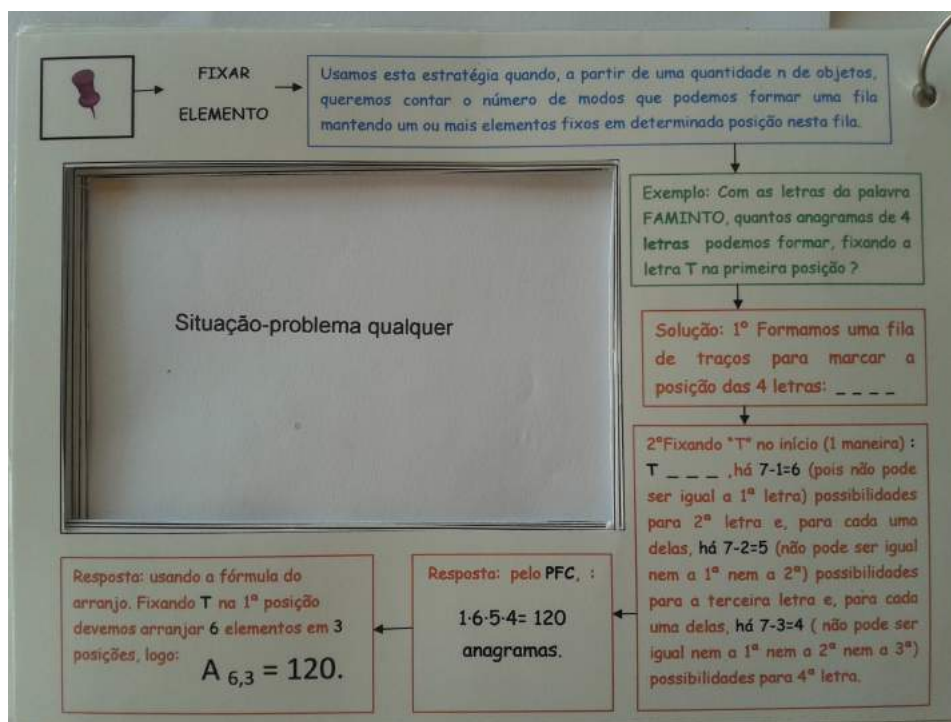 FIXAR
ELEMENTO
Usamos esta estratégia quando, a partir de uma quantidade n de objetos,
queremos contar o número de modos que podemos formar uma fila
mantendo um ou mais elementos fixos em determinada posição nesta fila.
Exemplo: Com as letras da palavra
FAMINTO, quantos anagramas de 4
letras podemos formar, fixando a
letra T na primeira posição ?
Situação-problema qualquer
Solução: 1º Formamos uma fila
de traços para marcar a
posição das 4 letras: _ _ _ _
2ºFixando "T" no início (1 maneira) :
T _ _ _ ,há 7-1=6 (pois não pode
ser igual a 1ª letra) possibilidades
para 2ª letra e, para cada uma
delas, há 7-2=5 (não pode ser igual
nem a 1ª nem a 2ª) possibilidades
para a terceira letra e, para cada
uma delas, há 7-3=4 ( não pode ser
igual nem a 1ª nem a 2ª nem a 3ª)
possibilidades para 4ª letra.
Resposta: pelo PFC, :
1·6·5·4= 120
anagramas.
Resposta: usando a fórmula do
arranjo. Fixando T na 1ª posição
devemos arranjar 6 elementos em 3
posições, logo:
A 6,3 = 120.